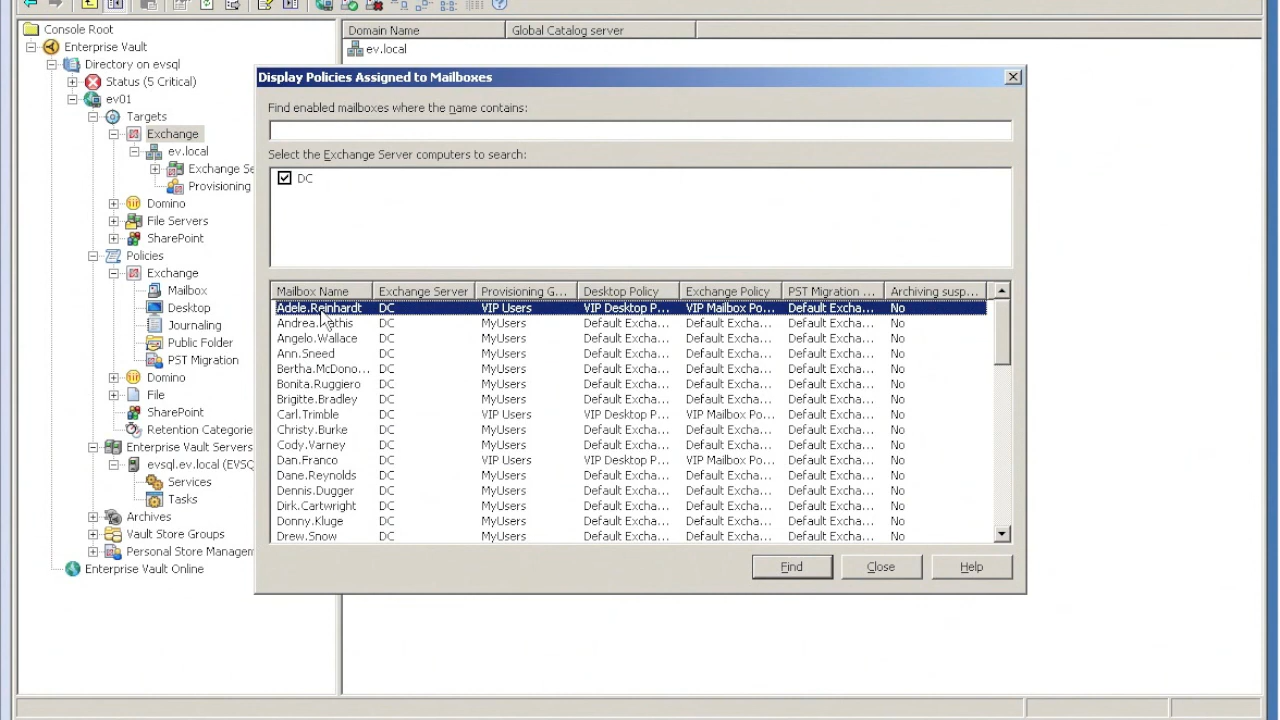 Console Root
Enterprise Vault
Directory on evsql
Status (5 Critical)
ev01
Targets
Exchange
ev.local
Exchange Se
Provisioning
Domino
File Servers
SharePoint
Policies
Exchange
Mailbox
Desktop
Journaling
Public Folder
PST Migration
Domino
File
SharePoint
Retention Categorie
Enterprise Vault Servers
evsql.ev.local (EVSQ
Services
Tasks
Archives
Vault Store Groups
Personal Store Managem
Enterprise Vault Online
Domain Name Global Catalog server
ev.local
Display Policies Assigned to Mailboxes
Find enabled mailboxes where the name contains:
Select the Exchange Server computers to search:
DC
Mailbox Name Exchange Server Provisioning G... Desktop Policy Exchange Policy PST Migration ... Archiving susp...
Adele.Reinhardt DC VIP Users VIP Desktop P... VIP Mailbox Po... Default Excha... No
Andrea.Mathis DC MyUsers Default Excha... Default Excha... Default Excha... No
Angelo.Wallace DC MyUsers Default Excha... Default Excha... Default Excha... No
Ann.Sneed DC MyUsers Default Excha... Default Excha... Default Excha... No
Bertha.McDono... DC MyUsers Default Excha... Default Excha... Default Excha... No
Bonita.Ruggiero DC MyUsers Default Excha... Default Excha... Default Excha... No
Brigitte.Bradley DC MyUsers Default Excha... Default Excha... Default Excha... No
Carl.Trimble DC VIP Users VIP Desktop P... VIP Mailbox Po... Default Excha... No
Christy.Burke DC MyUsers Default Excha... Default Excha... Default Excha... No
Cody.Varney DC MyUsers Default Excha... Default Excha... Default Excha... No
Dan.Franco DC VIP Users VIP Desktop P... VIP Mailbox Po... Default Excha... No
Dane.Reynolds DC MyUsers Default Excha... Default Excha... Default Excha... No
Dennis.Dugger DC MyUsers Default Excha... Default Excha... Default Excha... No
Dirk.Cartwright DC MyUsers Default Excha... Default Excha... Default Excha... No
Donny.Kluge DC MyUsers Default Excha... Default Excha... Default Excha... No
Drew.Snow DC MyUsers Default Excha... Default Excha... Default Excha... No
Find Close Help